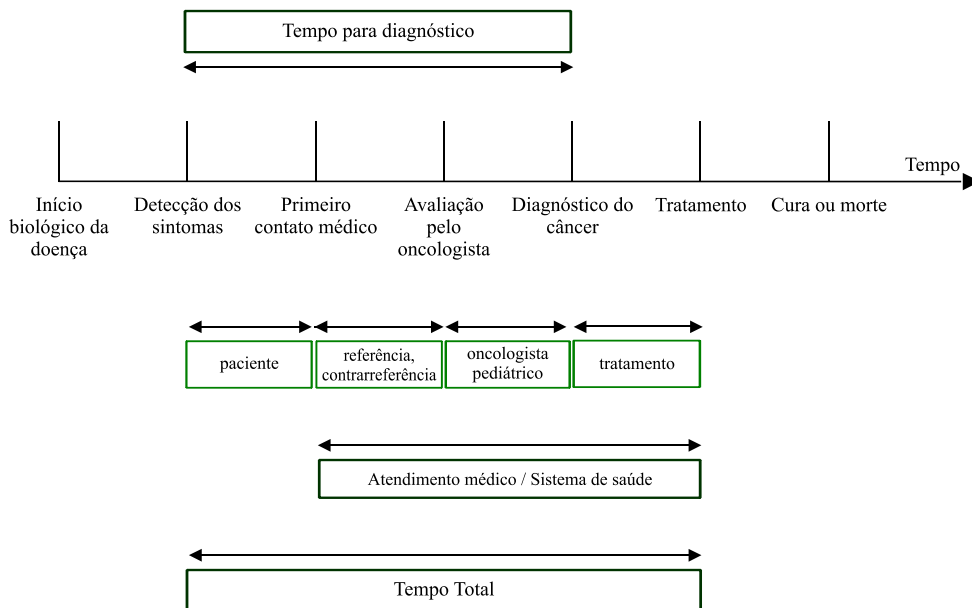 Tempo para diagnóstico
Tempo
Início
biológico da
doença
Detecção dos
sintomas
Primeiro
contato médico
Avaliação
pelo
oncologista
Diagnóstico do
câncer
Tratamento
Cura ou morte
paciente
referência,
contrarreferência
oncologista
pediátrico
tratamento
Atendimento médico / Sistema de saúde
Tempo Total